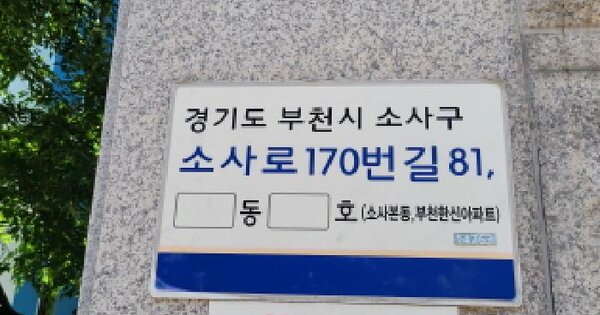 경기도 부천시 소사구
소사로 170번길 81,
동 호 (소사본동, 부천한신아파트)